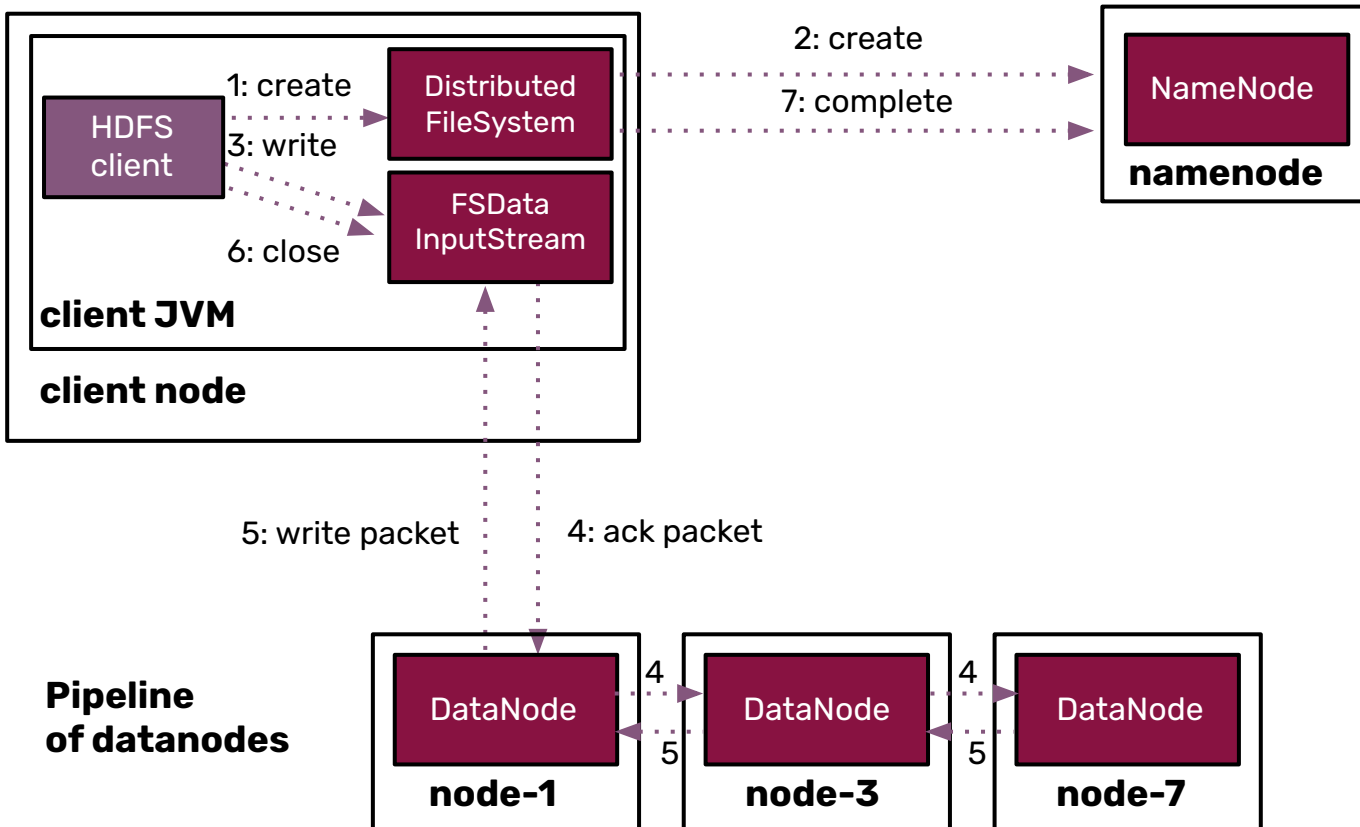 2: create
1: create
Distributed
FileSystem
7: complete
NameNode
HDFS
client
3: write
namenode
FSData
InputStream
6: close
client JVM
client node
5: write packet
4: ack packet
Pipeline
of datanodes
DataNode
4
5
DataNode
4
5
DataNode
node-1
node-3
node-7